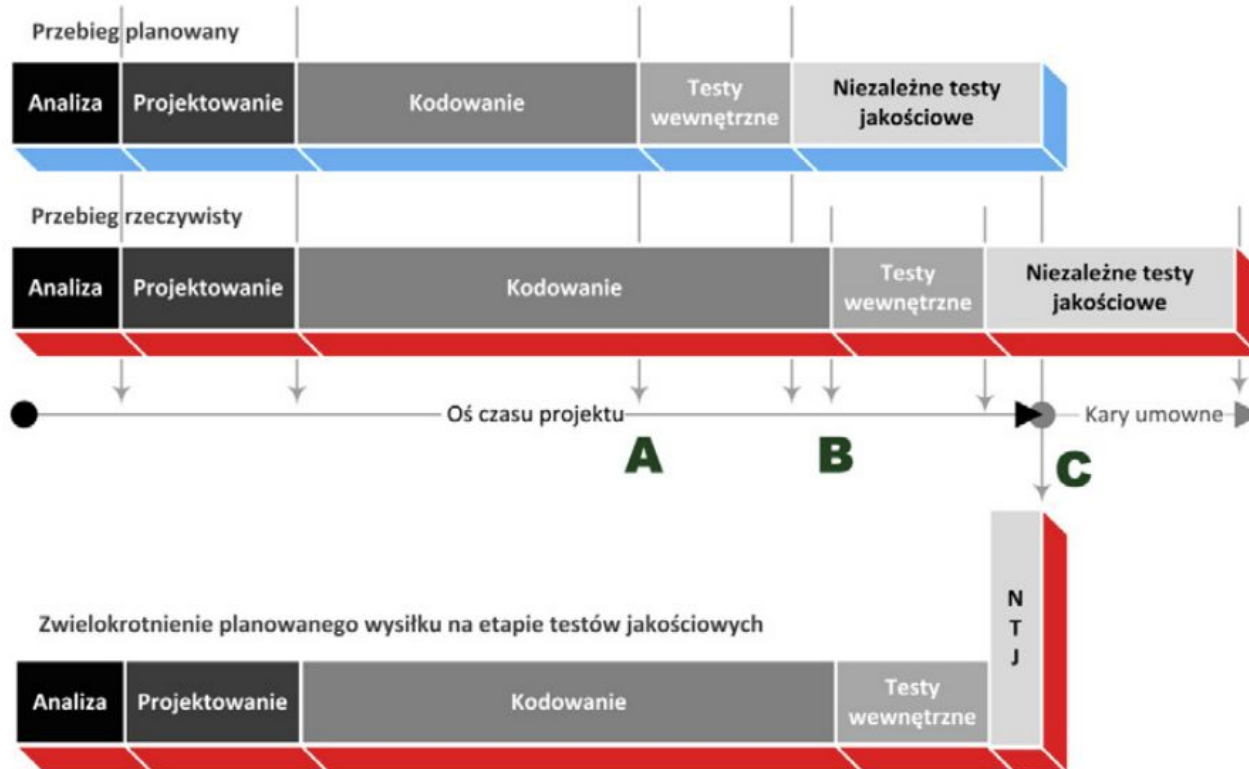 Przebieg planowany
Analiza
Projektowanie
Kodowanie
Testy
wewnętrzne
Niezależne testy
jakościowe
Przebieg rzeczywisty
Analiza
Projektowanie
Kodowanie
Testy
wewnętrzne
Niezależne testy
jakościowe
Oś czasu projektu
Kary umowne
A
B
C
Zwielokrotnienie planowanego wysiłku na etapie testów jakościowych
N
T
J
Analiza
Projektowanie
Kodowanie
Testy
wewnętrzne